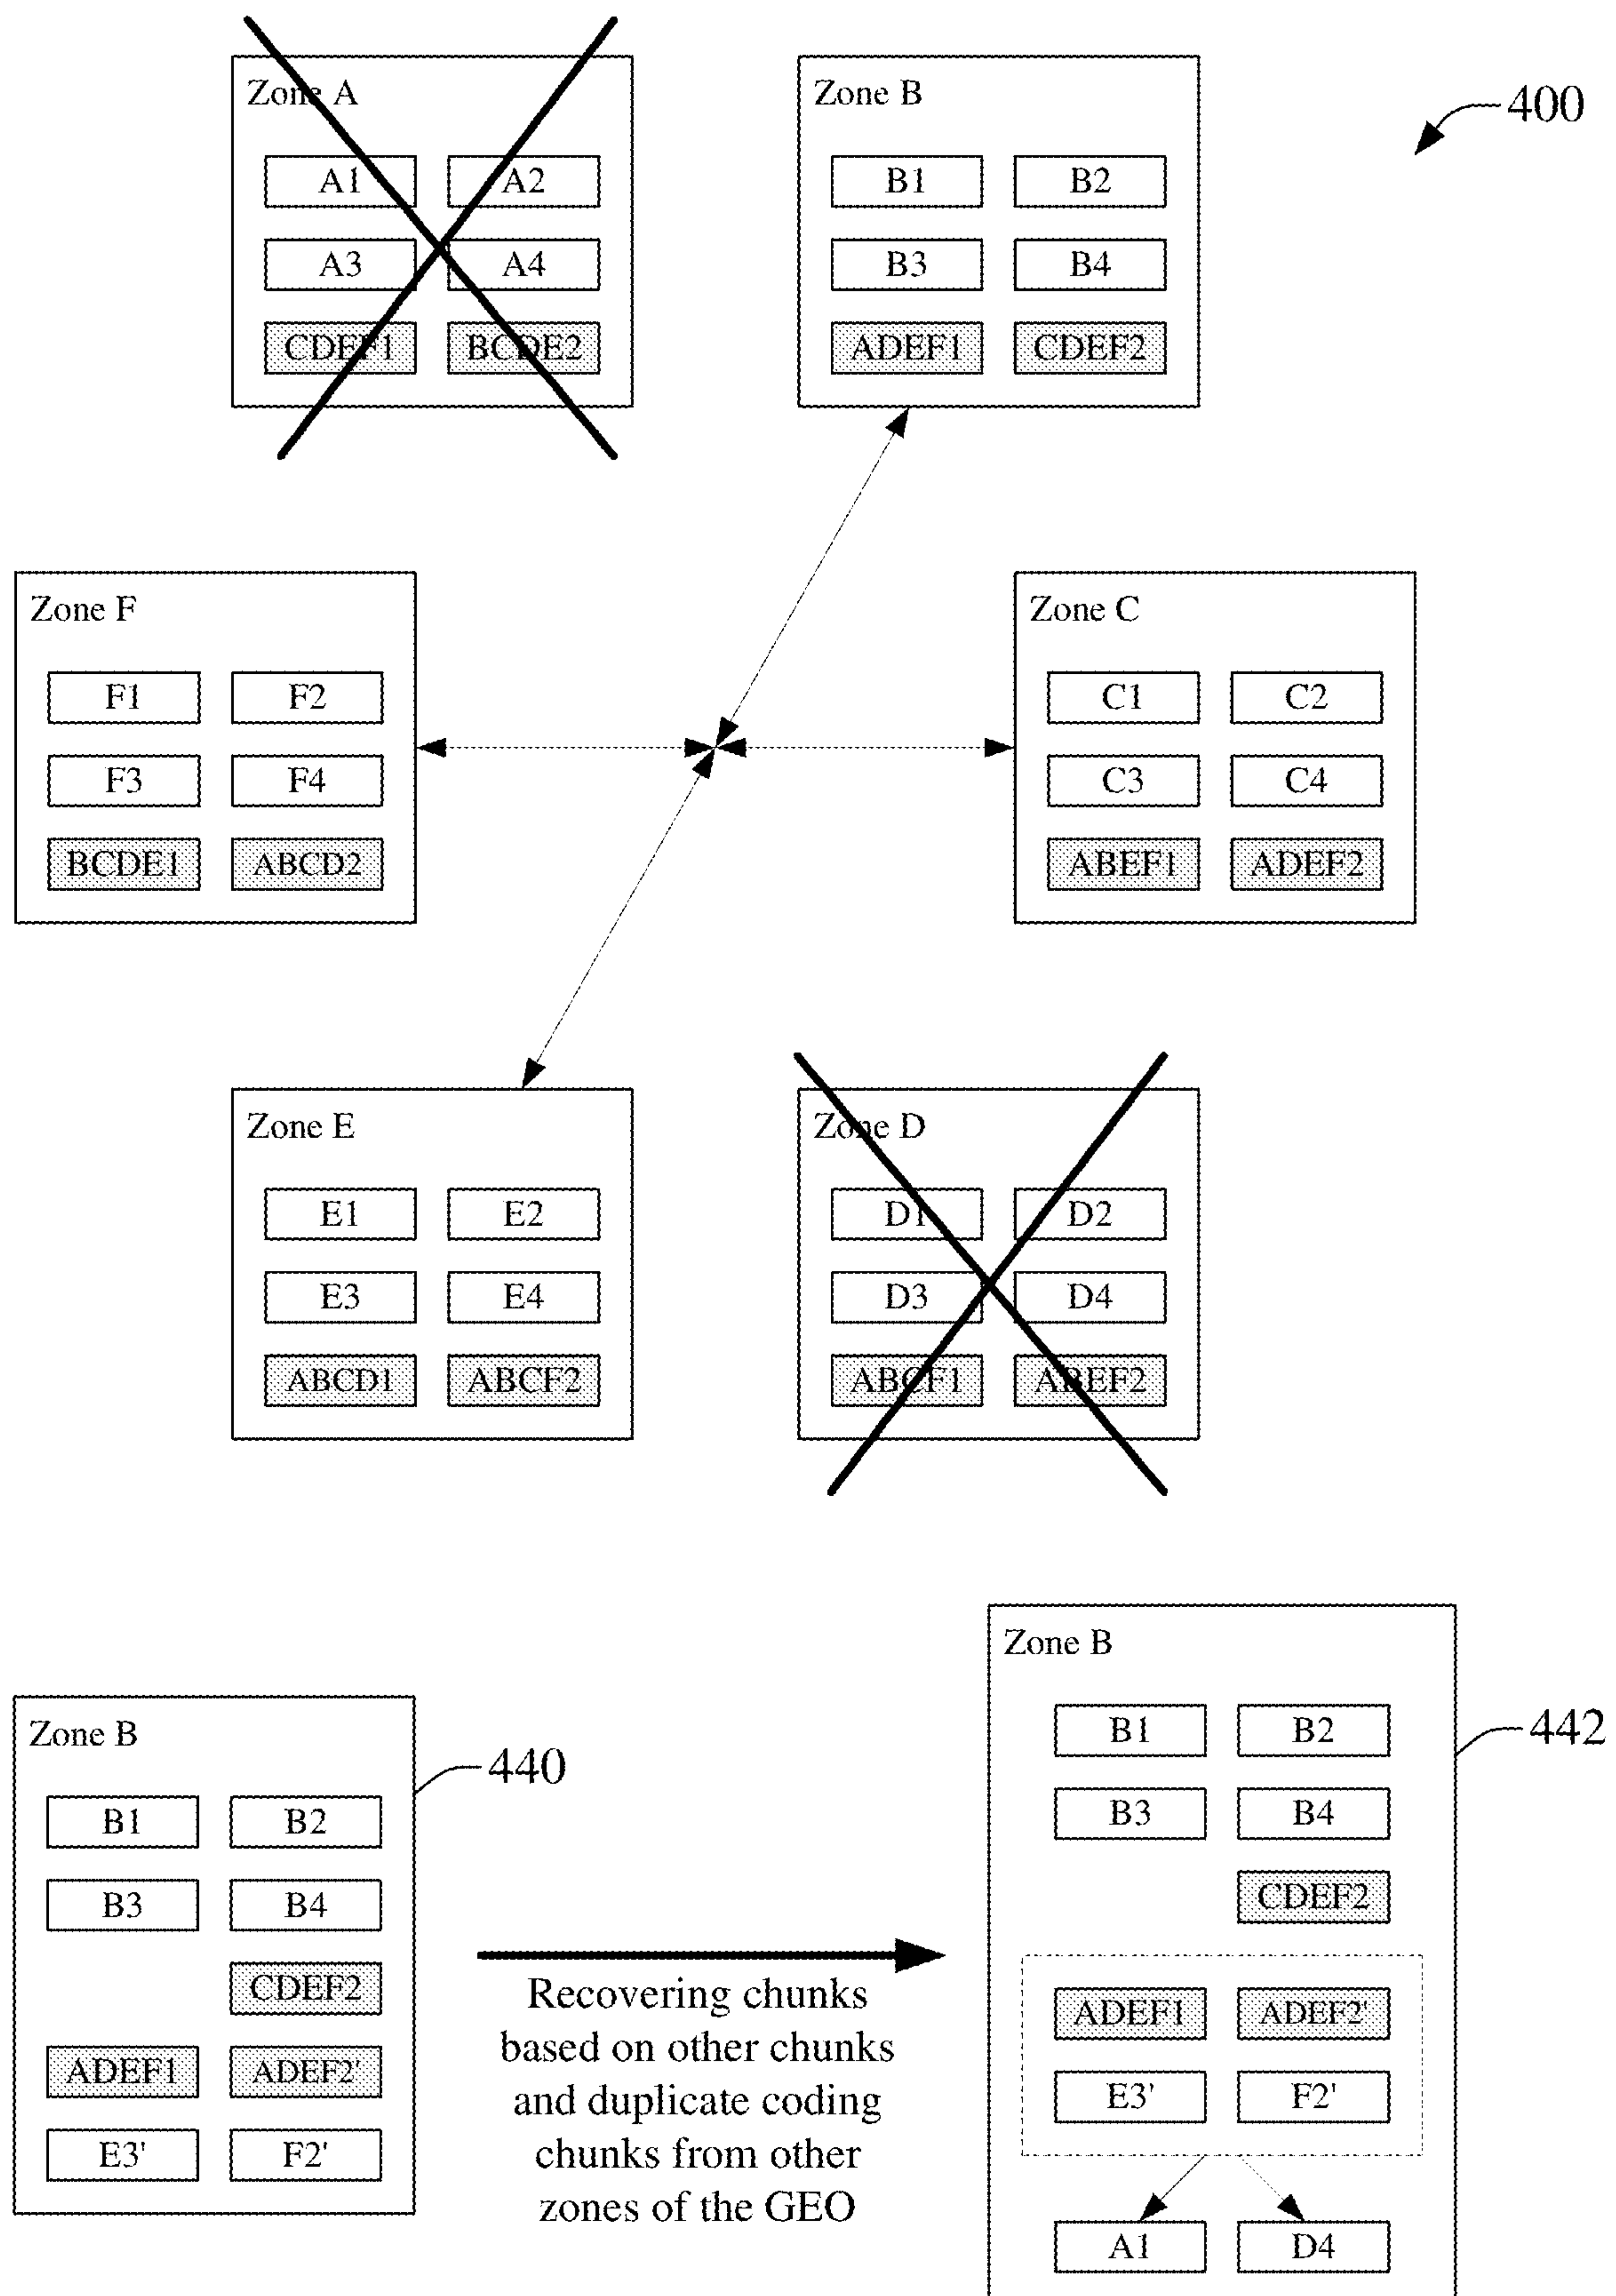 Zone A
A1 A2
A3 A4
CDEF1 BCDE2
Zone B
B1 B2
B3 B4
ADEF1 CDEF2
400
Zone F
F1 F2
F3 F4
BCDE1 ABCD2
Zone C
C1 C2
C3 C4
ABEF1 ADEF2
Zone E
E1 E2
E3 E4
ABCD1 ABCF2
Zone D
D1 D2
D3 D4
ABCF1 ABEF2
Zone B
440
B1 B2
B3 B4
CDEF2
ADEF1 ADEF2'
E3' F2'
Recovering chunks
based on other chunks
and duplicate coding
chunks from other
zones of the GEO
Zone B
442
B1 B2
B3 B4
CDEF2
ADEF1 ADEF2'
E3' F2'
A1 D4